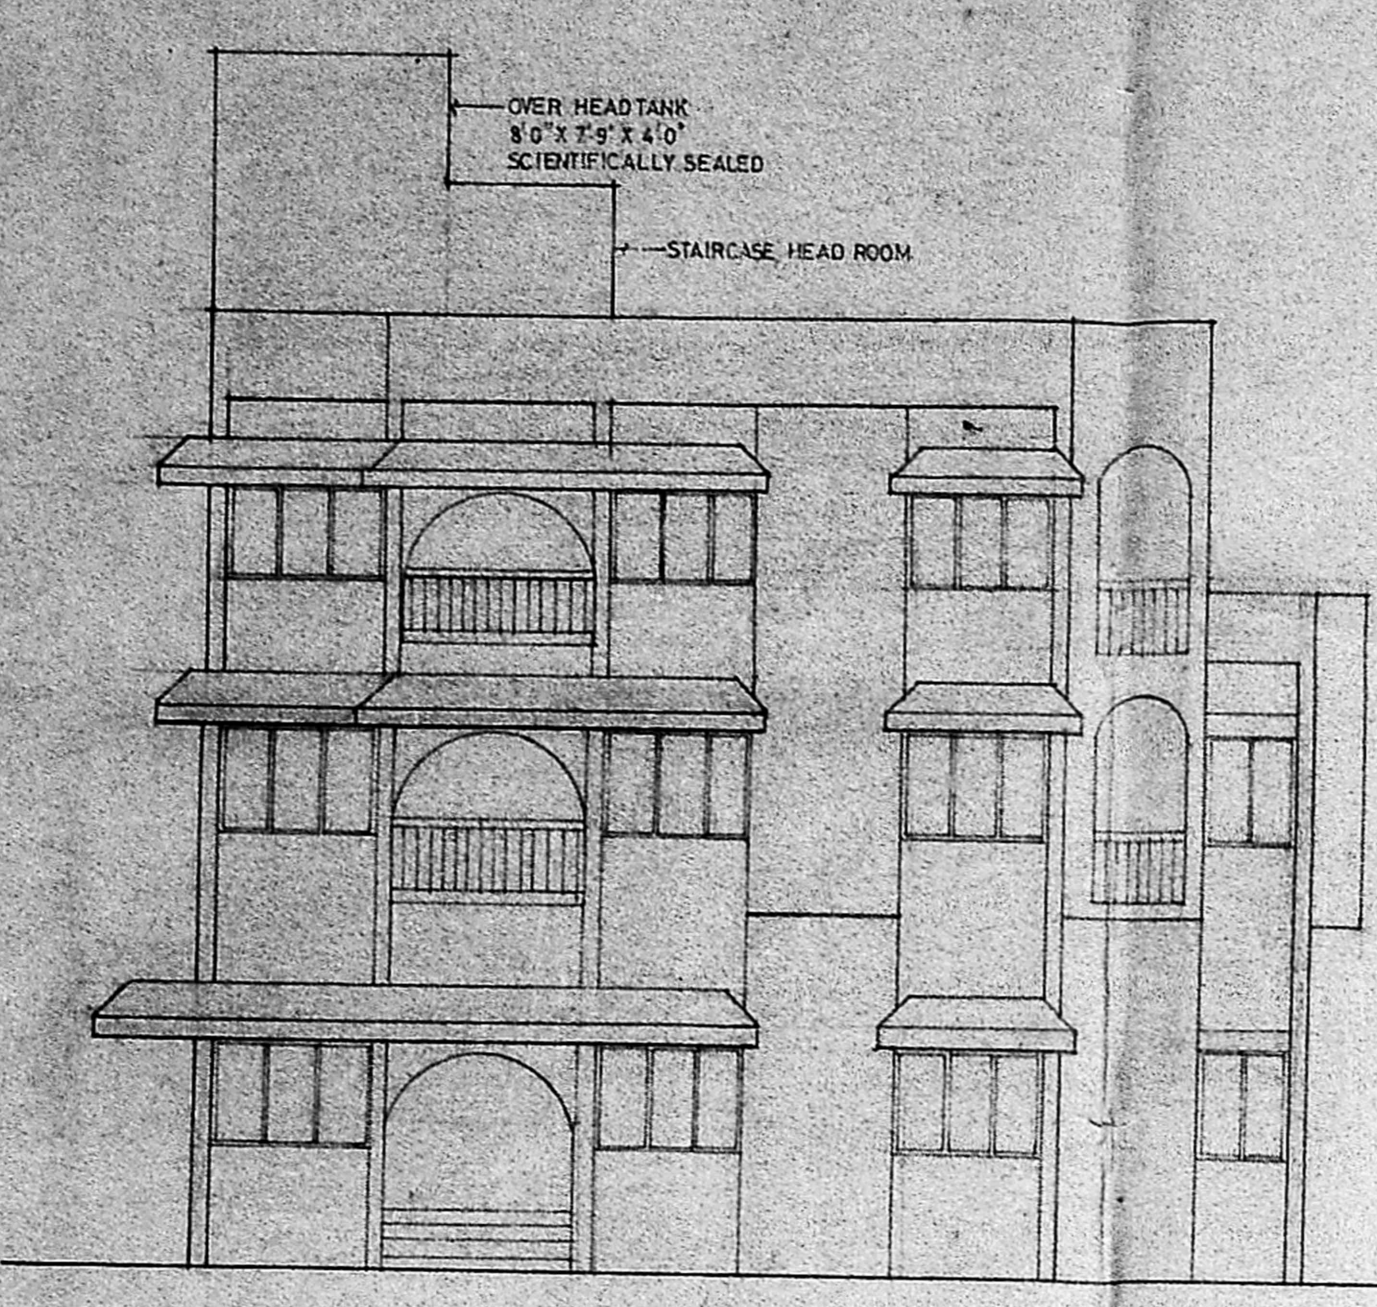 OVER HEAD TANK
8'0" X 7'-9" X 4'0"
SCIENTIFICALLY SEALED
STAIRCASE HEAD ROOM